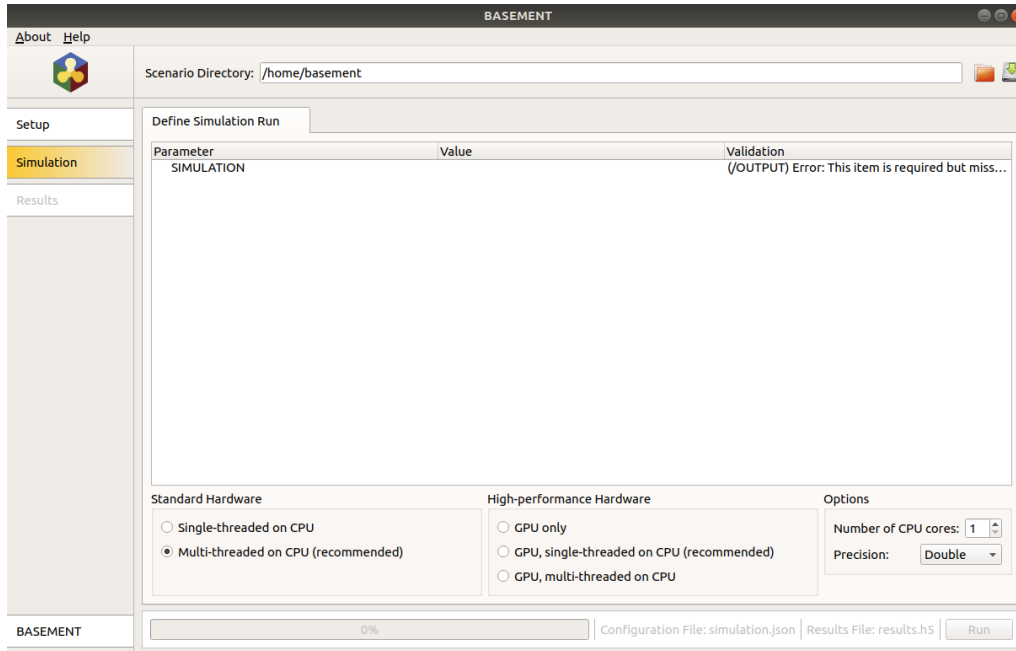 BASEMENT
About Help
Scenario Directory: /home/basement
Setup
Simulation
Results
Define Simulation Run
Parameter Value Validation
SIMULATION (/OUTPUT) Error: This item is required but miss...
Standard Hardware
Single-threaded on CPU
Multi-threaded on CPU (recommended)
High-performance Hardware
GPU only
GPU, single-threaded on CPU (recommended)
GPU, multi-threaded on CPU
Options
Number of CPU cores: 1
Precision: Double
BASEMENT
0% Configuration File: simulation.json Results File: results.h5 Run